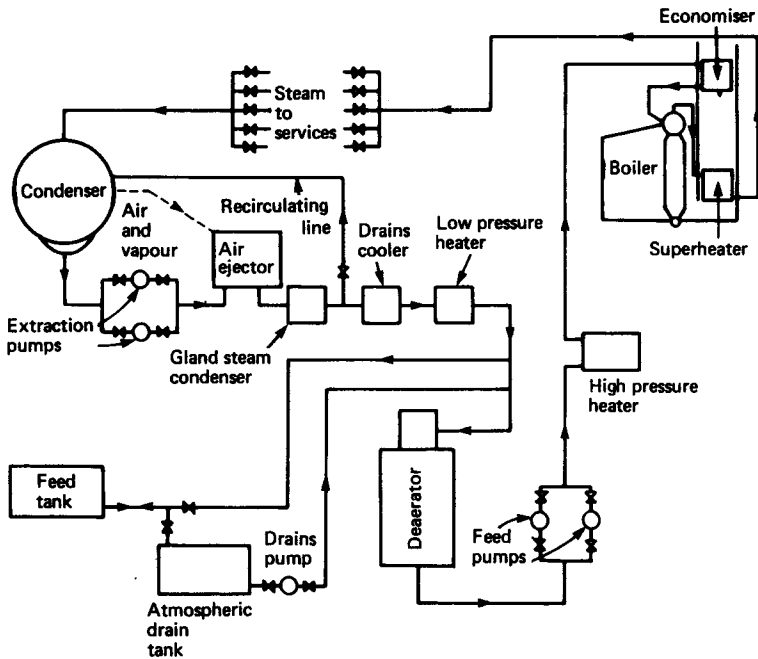 Economiser
Steam
to
services
Boiler
Condenser
Superheater
Air
and
vapour
Recirculating
line
Drains
cooler
Low pressure
heater
Air
ejector
Extraction
pumps
Gland steam
condenser
High pressure
heater
Feed
tank
Deaerator
Drains
pump
Feed
pumps
Atmospheric
drain
tank